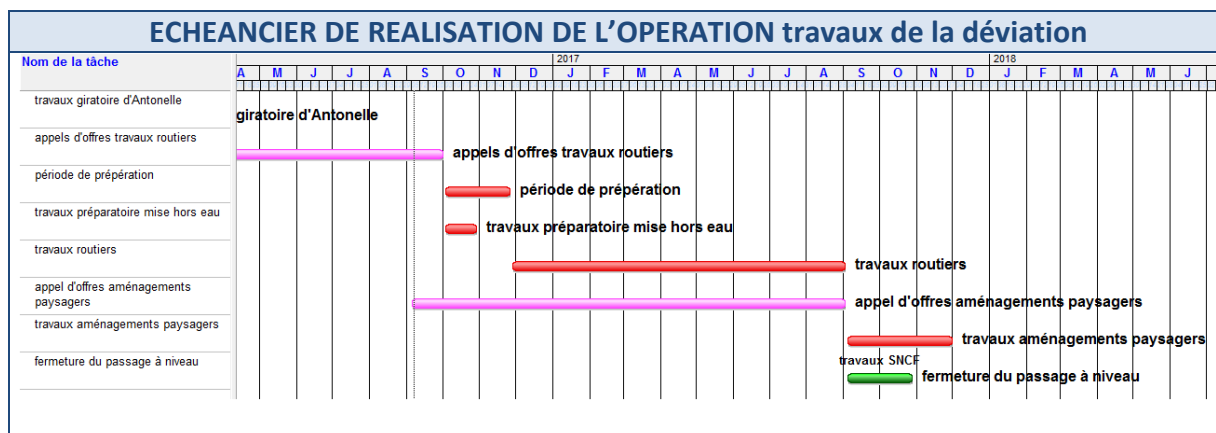 ECHEANCIER DE REALISATION DE L'OPERATION travaux de la déviation
Nom de la tâche
2017 2018
A M J J A S O N D J F M A M J J A S O N D J F M A M J
travaux giratoire d'Antonelle
giratoire d'Antonelle
appels d'offres travaux routiers
appels d'offres travaux routiers
période de prépération
période de prépération
travaux préparatoire mise hors eau
travaux préparatoire mise hors eau
travaux routiers
travaux routiers
appel d'offres aménagements
paysagers
appel d'offres aménagements paysagers
travaux aménagements paysagers
travaux aménagements paysagers
travaux SNCF
fermeture du passage à niveau
fermeture du passage à niveau